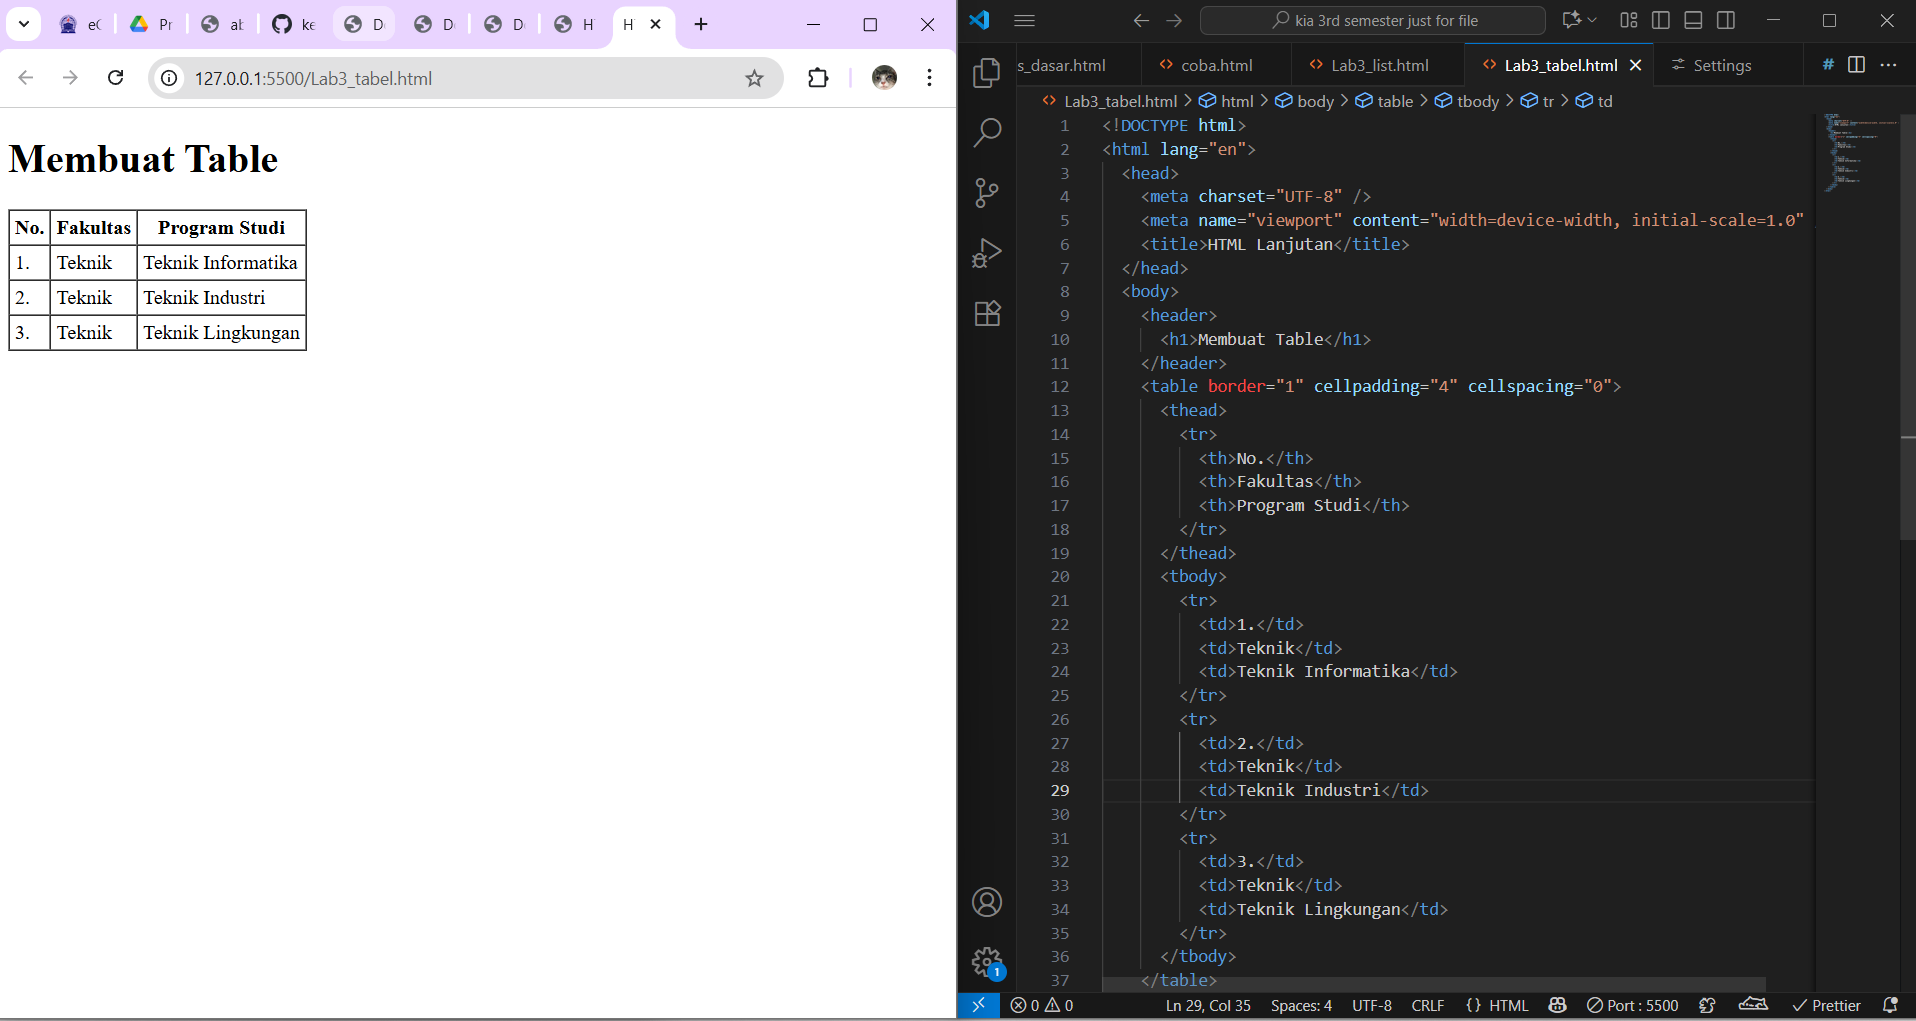 eC
Pr
ab
ke
D
D
D
H
H
127.0.0.1:5500/Lab3_tabel.html
Membuat Table
No. Fakultas Program Studi
1. Teknik Teknik Informatika
2. Teknik Teknik Industri
3. Teknik Teknik Lingkungan
kia 3rd semester just for file
s_dasar.html coba.html Lab3_list.html Lab3_tabel.html Settings
Lab3_tabel.html > html > body > table > tbody > tr > td
1 <!DOCTYPE html>
2 <html lang="en">
3 <head>
4 <meta charset="UTF-8" />
5 <meta name="viewport" content="width=device-width, initial-scale=1.0"
6 <title>HTML Lanjutan</title>
7 </head>
8 <body>
9 <header>
10 <h1>Membuat Table</h1>
11 </header>
12 <table border="1" cellpadding="4" cellspacing="0">
13 <thead>
14 <tr>
15 <th>No.</th>
16 <th>Fakultas</th>
17 <th>Program Studi</th>
18 </tr>
19 </thead>
20 <tbody>
21 <tr>
22 <td>1.</td>
23 <td>Teknik</td>
24 <td>Teknik Informatika</td>
25 </tr>
26 <tr>
27 <td>2.</td>
28 <td>Teknik</td>
29 <td>Teknik Industri</td>
30 </tr>
31 <tr>
32 <td>3.</td>
33 <td>Teknik</td>
34 <td>Teknik Lingkungan</td>
35 </tr>
36 </tbody>
37 </table>
1
0 0 Ln 29, Col 35 Spaces: 4 UTF-8 CRLF {} HTML Port : 5500 Prettier